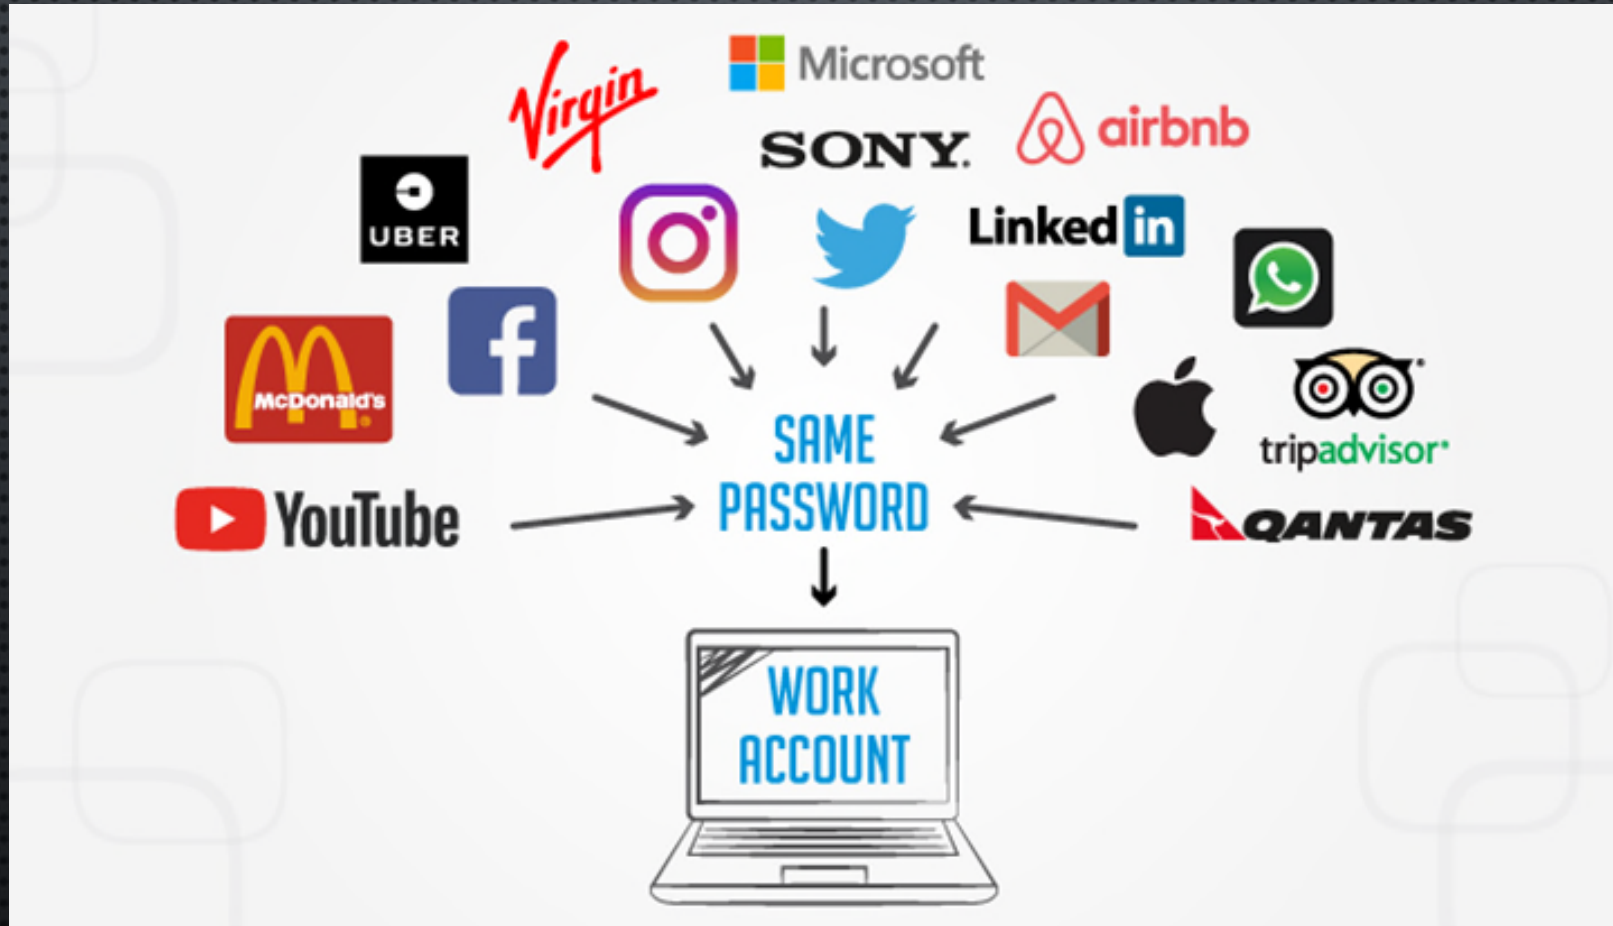 Virgin
Microsoft
SONY.
airbnb
UBER
Linked in
f
McDonald's
®
tripadvisor®
YouTube
QANTAS
SAME
PASSWORD
WORK
ACCOUNT